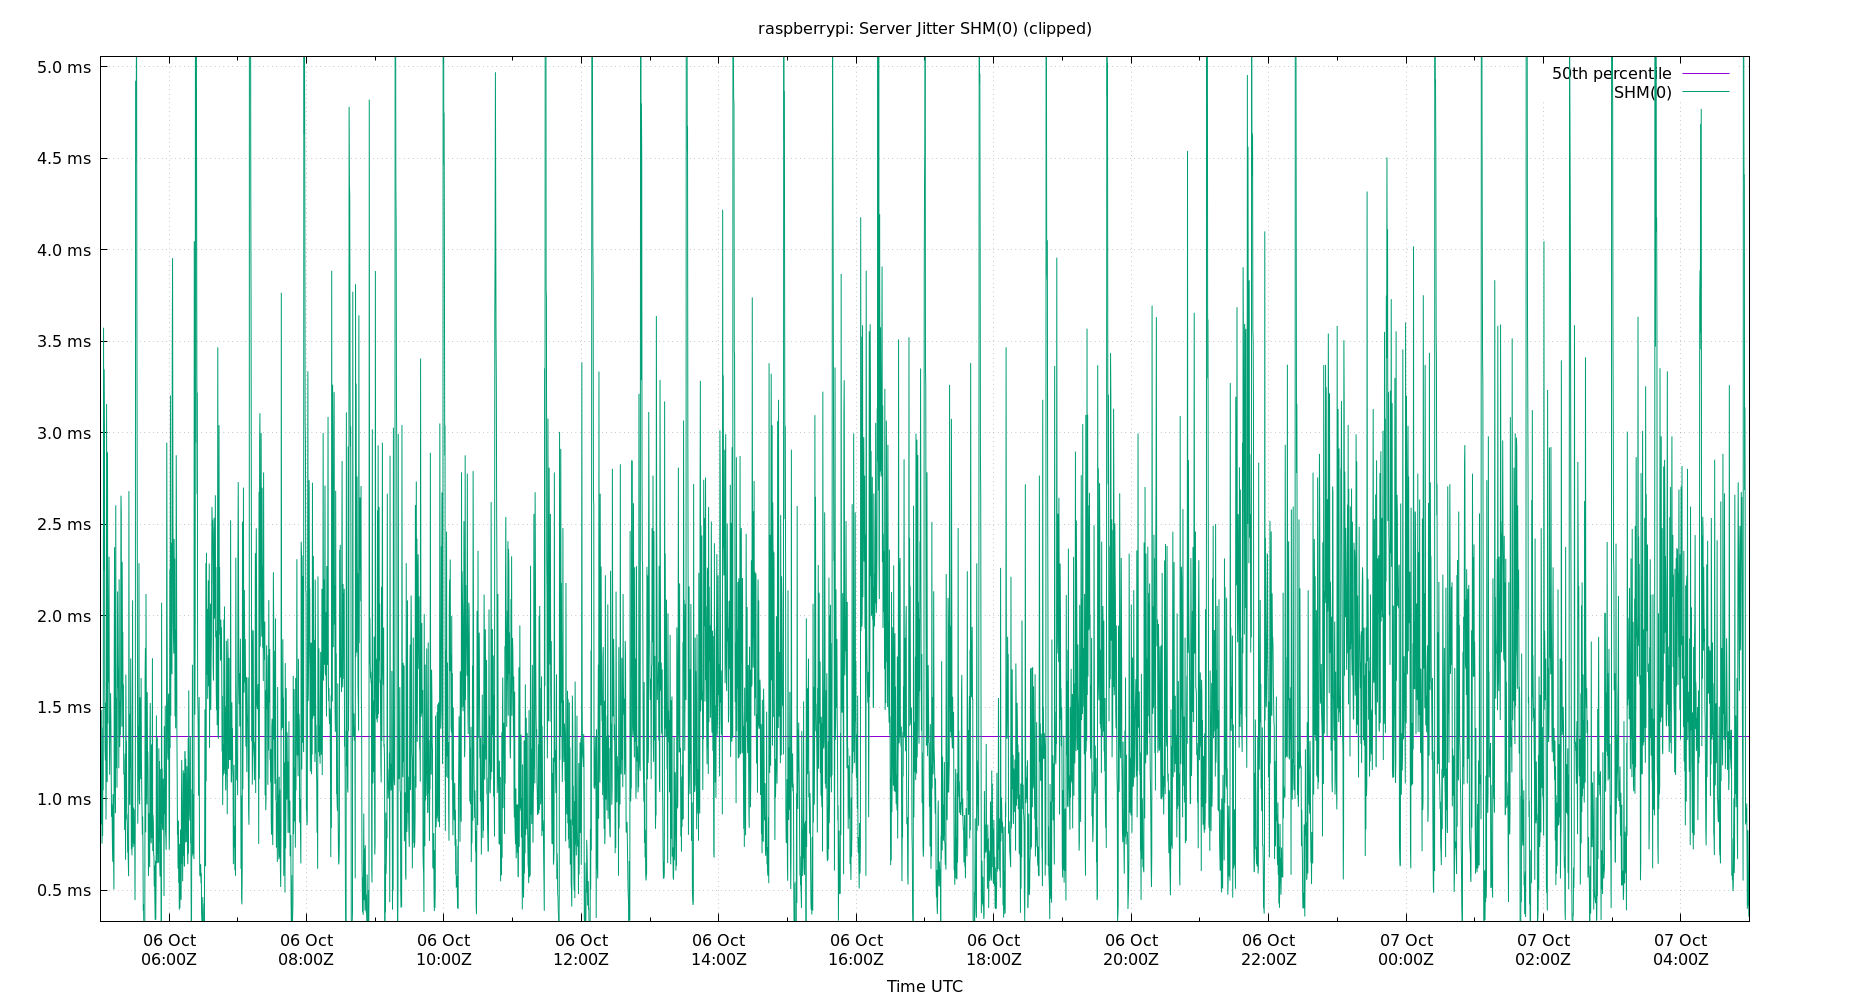 raspberrypi: Server Jitter SHM(0) (clipped)
50th percentile
SHM(0)
5.0 ms
4.5 ms
4.0 ms
3.5 ms
3.0 ms
2.5 ms
2.0 ms
1.5 ms
1.0 ms
0.5 ms
06 Oct 06 Oct 06 Oct 06 Oct 06 Oct 06 Oct 06 Oct 06 Oct 06 Oct 07 Oct 07 Oct 07 Oct
06:00Z 08:00Z 10:00Z 12:00Z 14:00Z 16:00Z 18:00Z 20:00Z 22:00Z 00:00Z 02:00Z 04:00Z
Time UTC